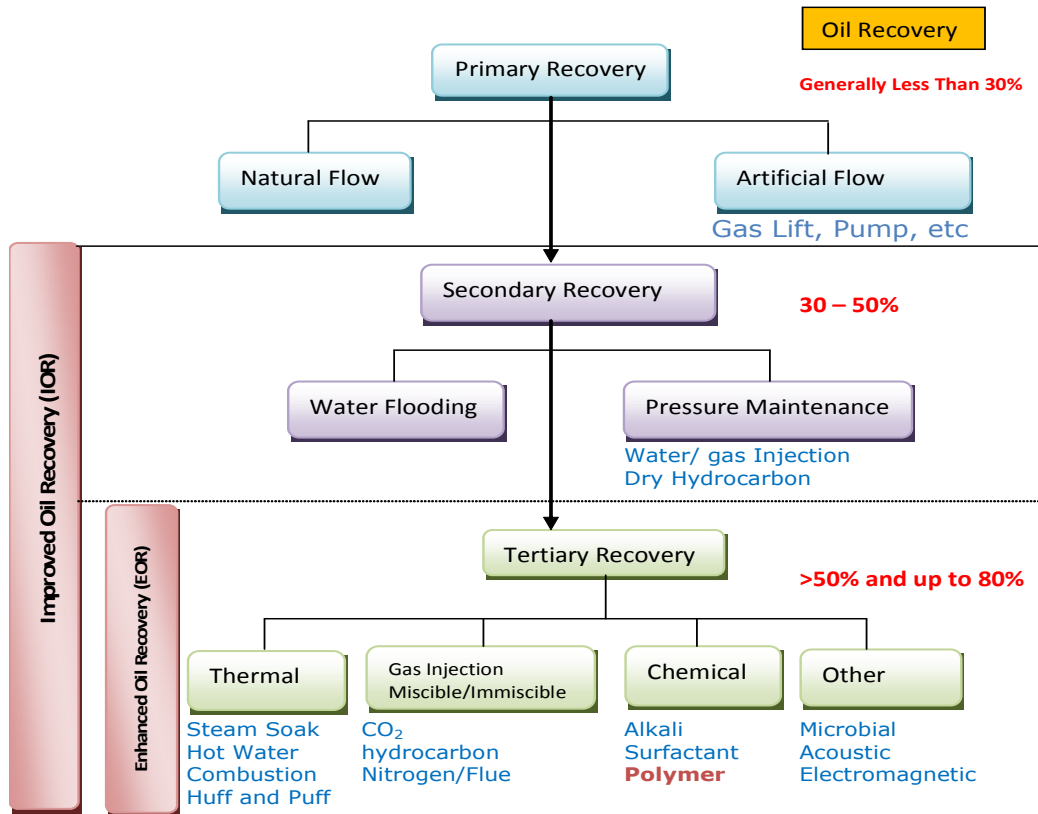 Oil Recovery
Primary Recovery
Generally Less Than 30%
Natural Flow
Artificial Flow
Gas Lift, Pump, etc
Improved Oil Recovery (IOR)
Secondary Recovery
30 – 50%
Water Flooding
Pressure Maintenance
Water/ gas Injection
Dry Hydrocarbon
Enhanced Oil Recovery (EOR)
Tertiary Recovery
>50% and up to 80%
Thermal
Steam Soak
Hot Water
Combustion
Huff and Puff
Gas Injection
Miscible/Immiscible
CO₂
hydrocarbon
Nitrogen/Flue
Chemical
Alkali
Surfactant
Polymer
Other
Microbial
Acoustic
Electromagnetic